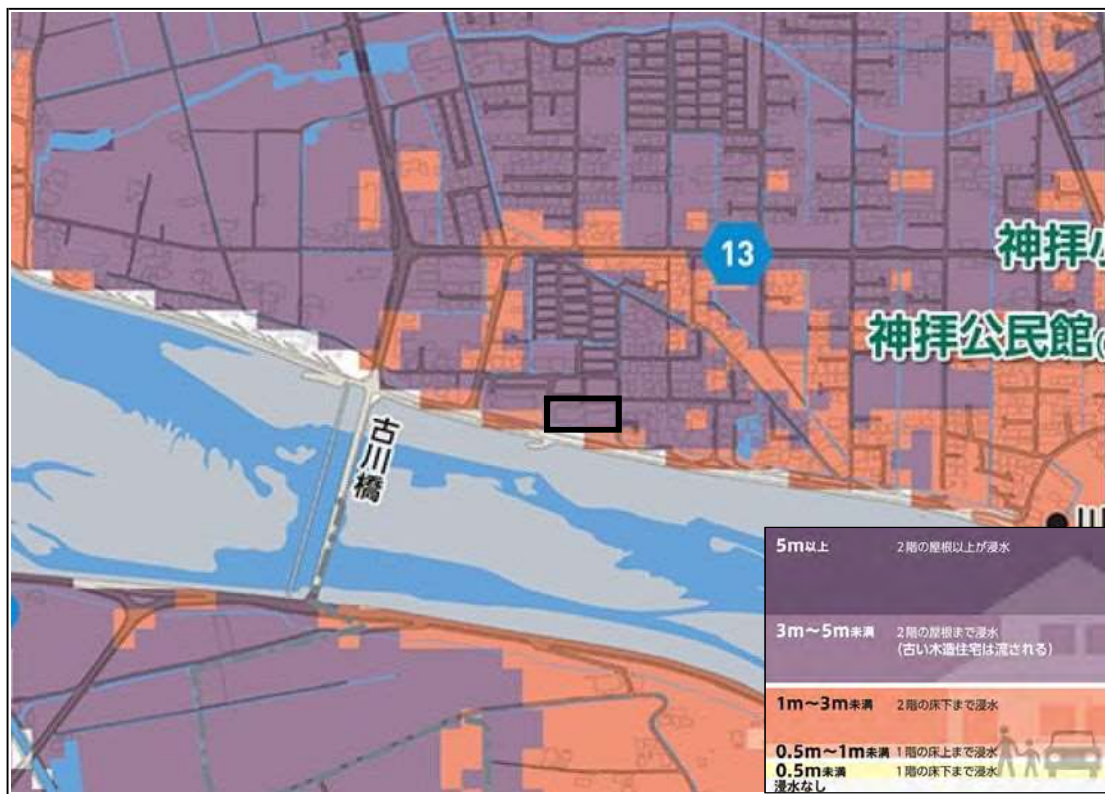 13
神拝小
神拝公民館(
古川橋
5m以上 2階の屋根以上が浸水
3m～5m未満 2階の屋根まで浸水
(古い木造住宅は流される)
1m～3m未満 2階の床下まで浸水
0.5m～1m未満 1階の床上まで浸水
0.5m未満 1階の床下まで浸水
浸水なし